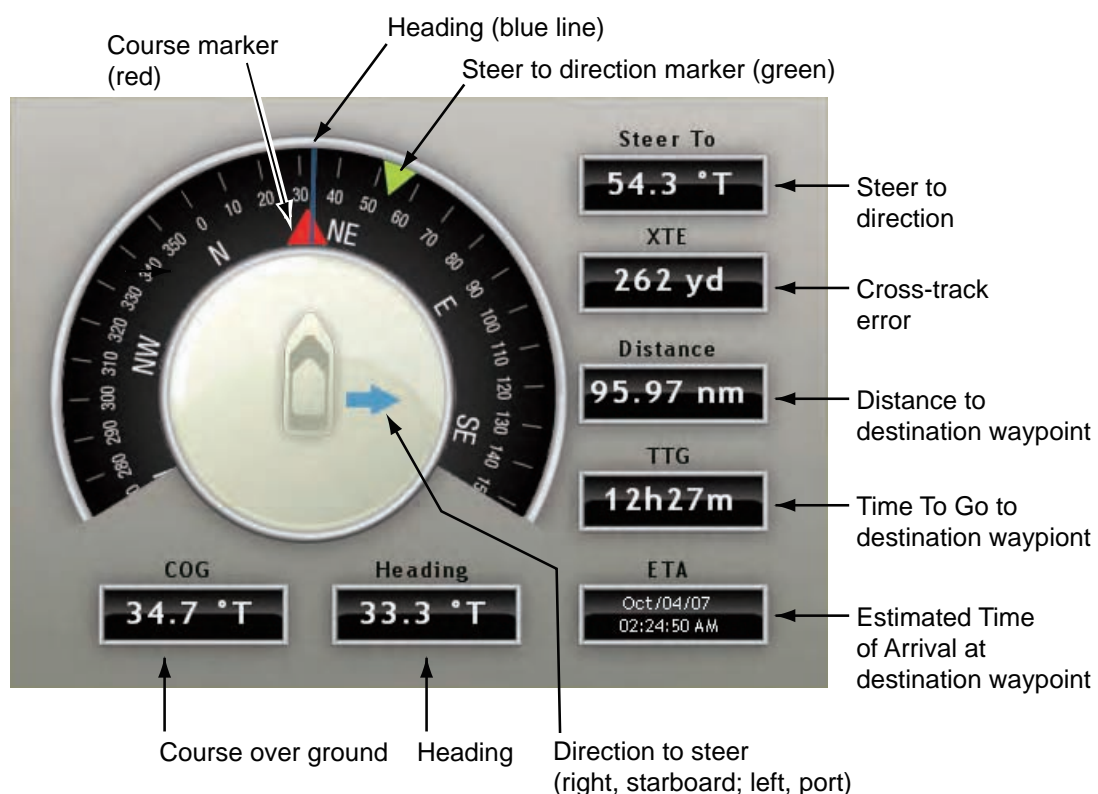 Heading (blue line)
Course marker
(red)
Steer to direction marker (green)
Steer To
54.3 °T
Steer to
direction
XTE
262 yd
Cross-track
error
Distance
95.97 nm
Distance to
destination waypoint
TTG
12h27m
Time To Go to
destination waypiont
ETA
Oct/04/07
02:24:50 AM
Estimated Time
of Arrival at
destination waypoint
280
290
300
310
320
330
340
350
0
10
20
30
40
50
60
70
80
90
100
110
120
130
140
NW
N
NE
E
SE
COG
34.7 °T
Heading
33.3 °T
Course over ground
Heading
Direction to steer
(right, starboard; left, port)